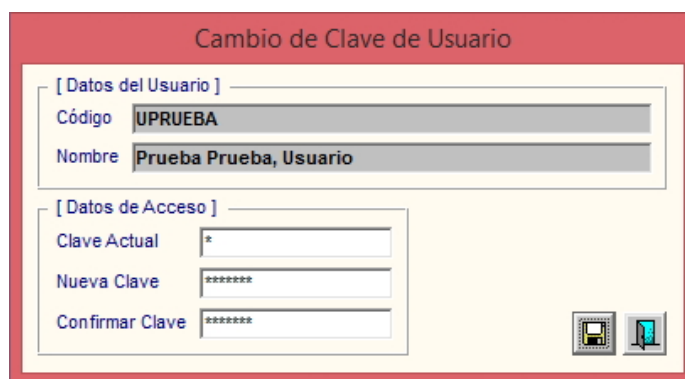 Cambio de Clave de Usuario
[ Datos del Usuario ]
Código UPRUEBA
Nombre Prueba Prueba, Usuario
[ Datos de Acceso ]
Clave Actual *
Nueva Clave *******
Confirmar Clave *******